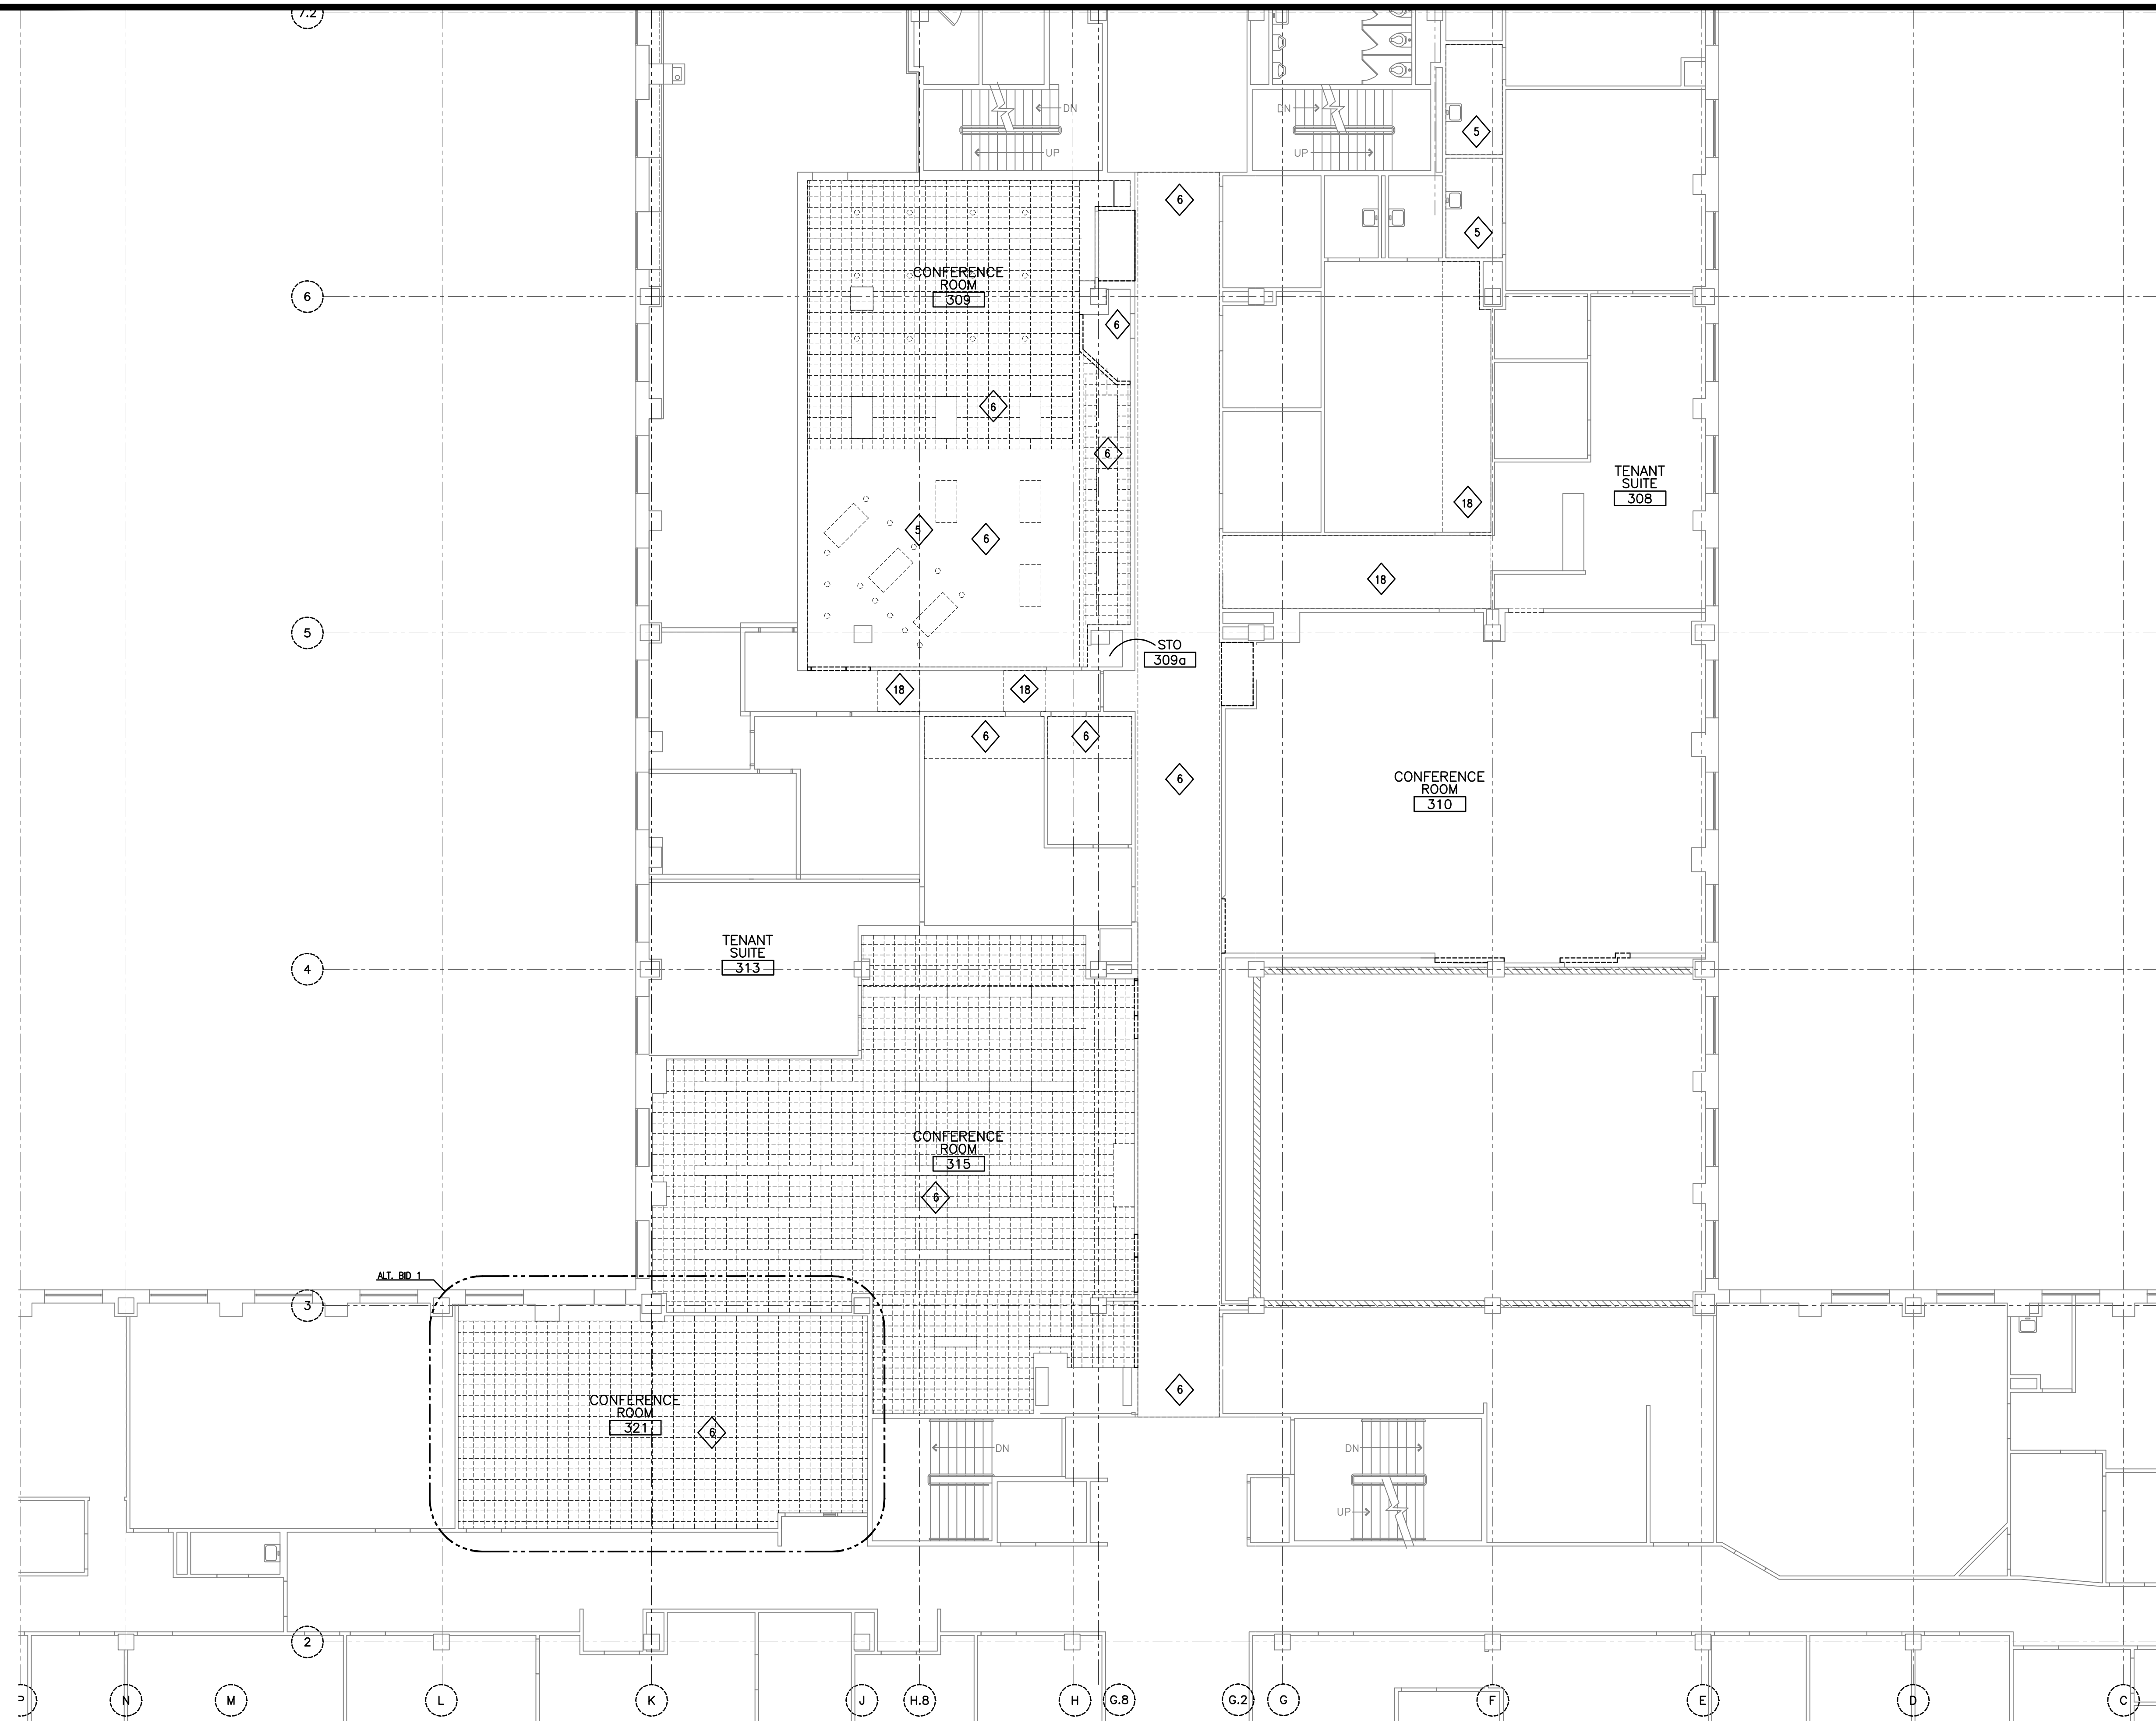 7.2
DN
UP
DN
UP
5
5
6
CONFERENCE
ROOM
309
6
6
6
6
6
TENANT
SUITE
308
18
5
6
18
5
STO
309a
18
18
6
6
6
CONFERENCE
ROOM
310
TENANT
SUITE
313
4
CONFERENCE
ROOM
315
6
ALT. BID 1
3
CONFERENCE
ROOM
321
6
6
DN
DN
UP
2
P
N
M
L
K
J
H.8
H
G.8
G.2
G
F
E
D
C